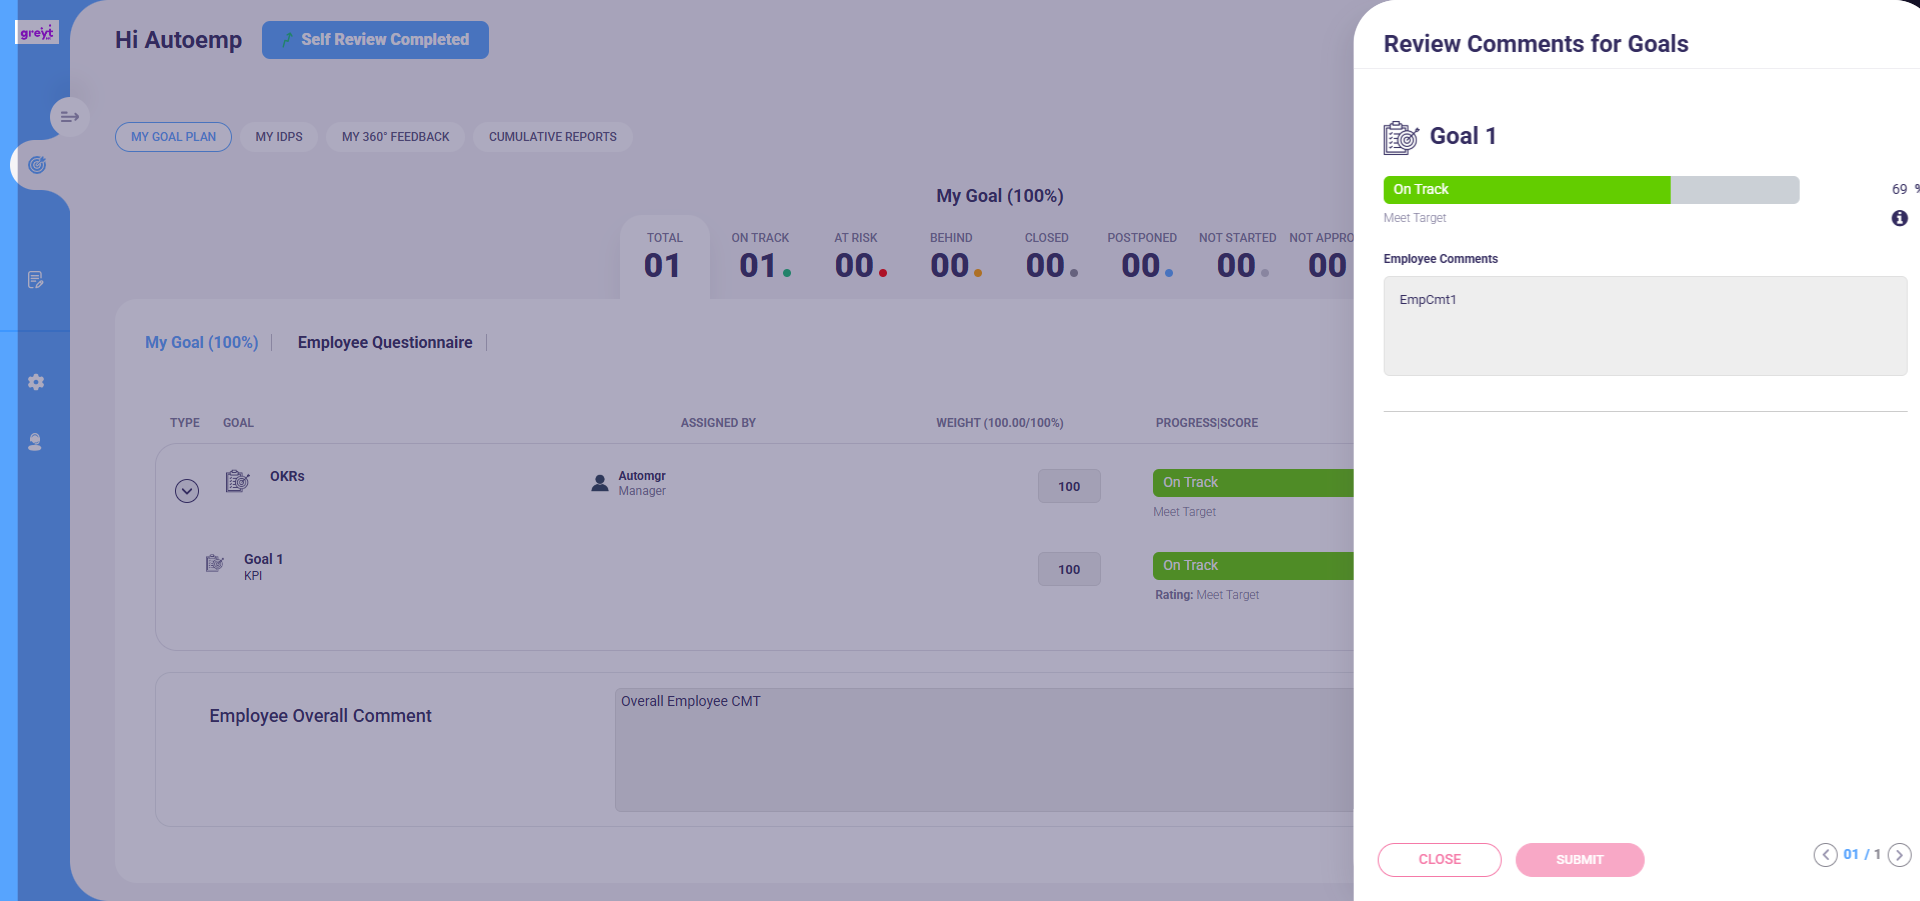 greyt
Hi Autoemp
Self Review Completed
MY GOAL PLAN
MY IDPS
MY 360° FEEDBACK
CUMULATIVE REPORTS
My Goal (100%)
TOTAL
01
ON TRACK
01
AT RISK
00
BEHIND
00
CLOSED
00
POSTPONED
00
NOT STARTED
00
NOT APPRO
00
My Goal (100%)
Employee Questionnaire
TYPE GOAL ASSIGNED BY WEIGHT (100.00/100%) PROGRESS|SCORE
OKRs
Automgr
Manager
100
On Track
Meet Target
Goal 1
KPI
100
On Track
Rating: Meet Target
Employee Overall Comment
Overall Employee CMT
Review Comments for Goals
Goal 1
On Track
69 %
Meet Target
Employee Comments
EmpCmt1
CLOSE
SUBMIT
01 / 1